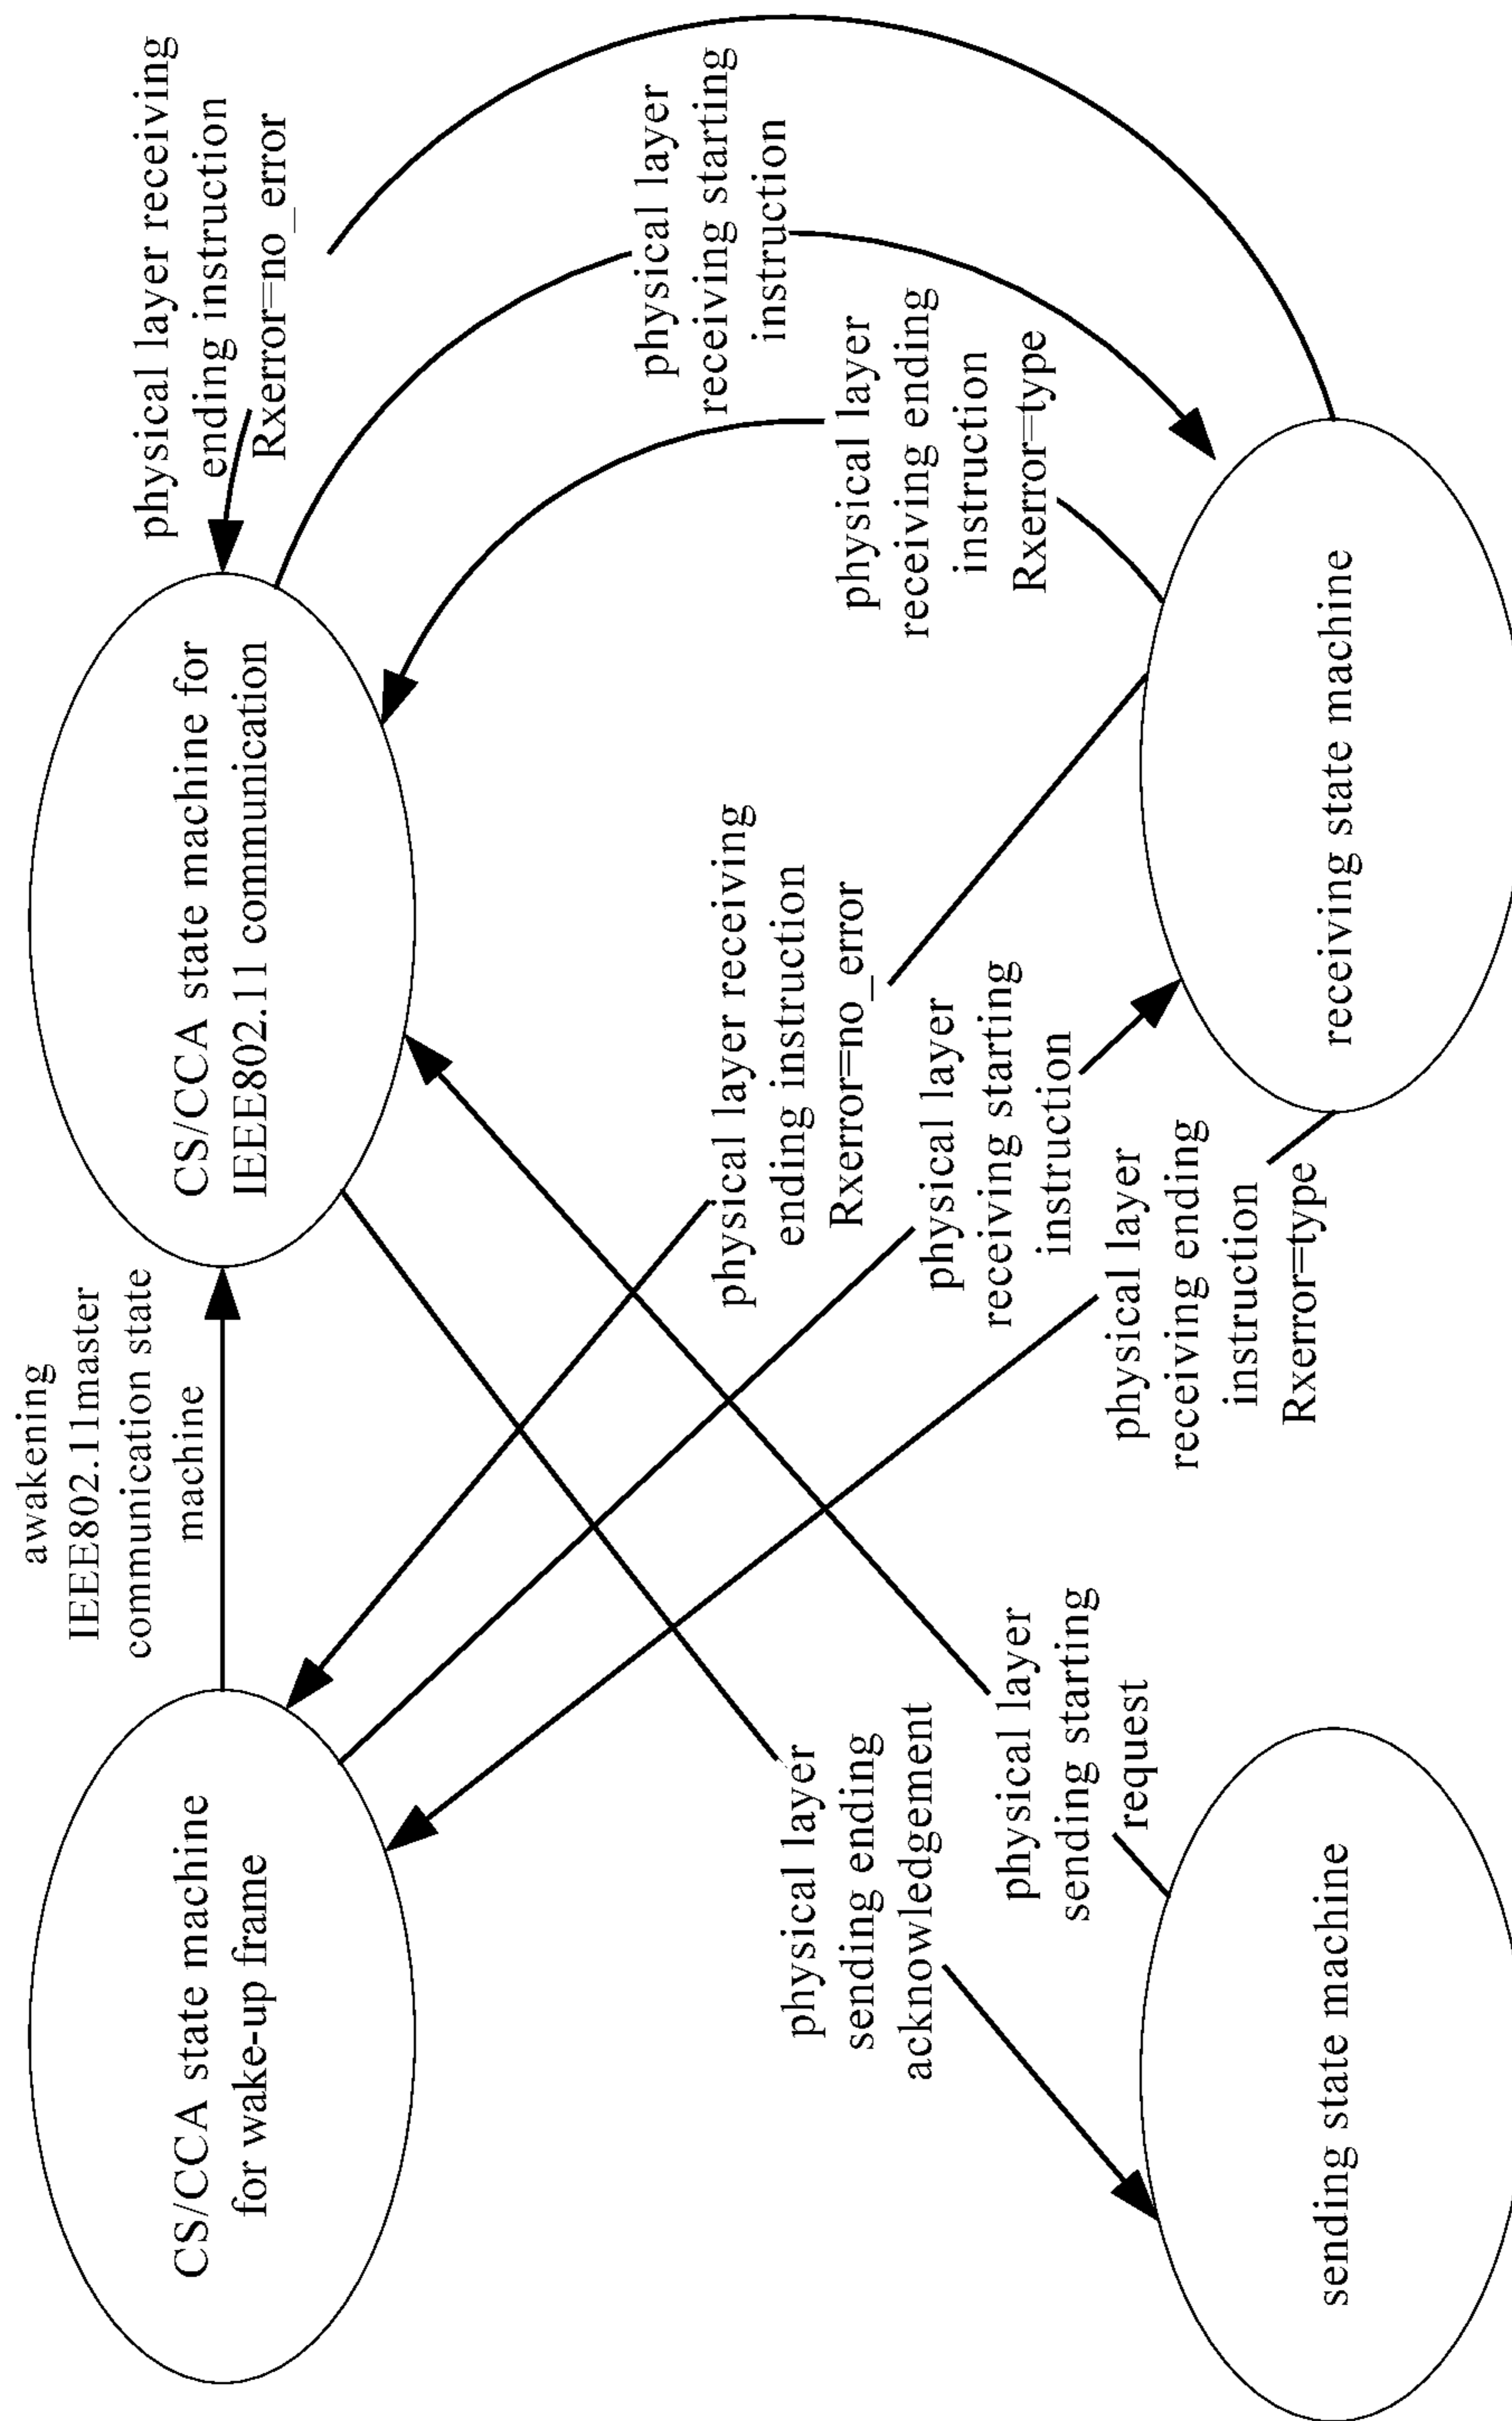 CS/CCA state machine
for wake-up frame
awakening
IEEE802.11master
communication state
machine
CS/CCA state machine for
IEEE802.11 communication
physical layer receiving
ending instruction
Rxerror=no_error
physical layer
receiving starting
instruction
physical layer
receiving ending
instruction
Rxerror=type
physical layer receiving
ending instruction
Rxerror=no_error
physical layer
receiving starting
instruction
physical layer
receiving ending
instruction
Rxerror=type
physical layer
sending ending
acknowledgement
physical layer
sending starting
request
sending state machine
receiving state machine